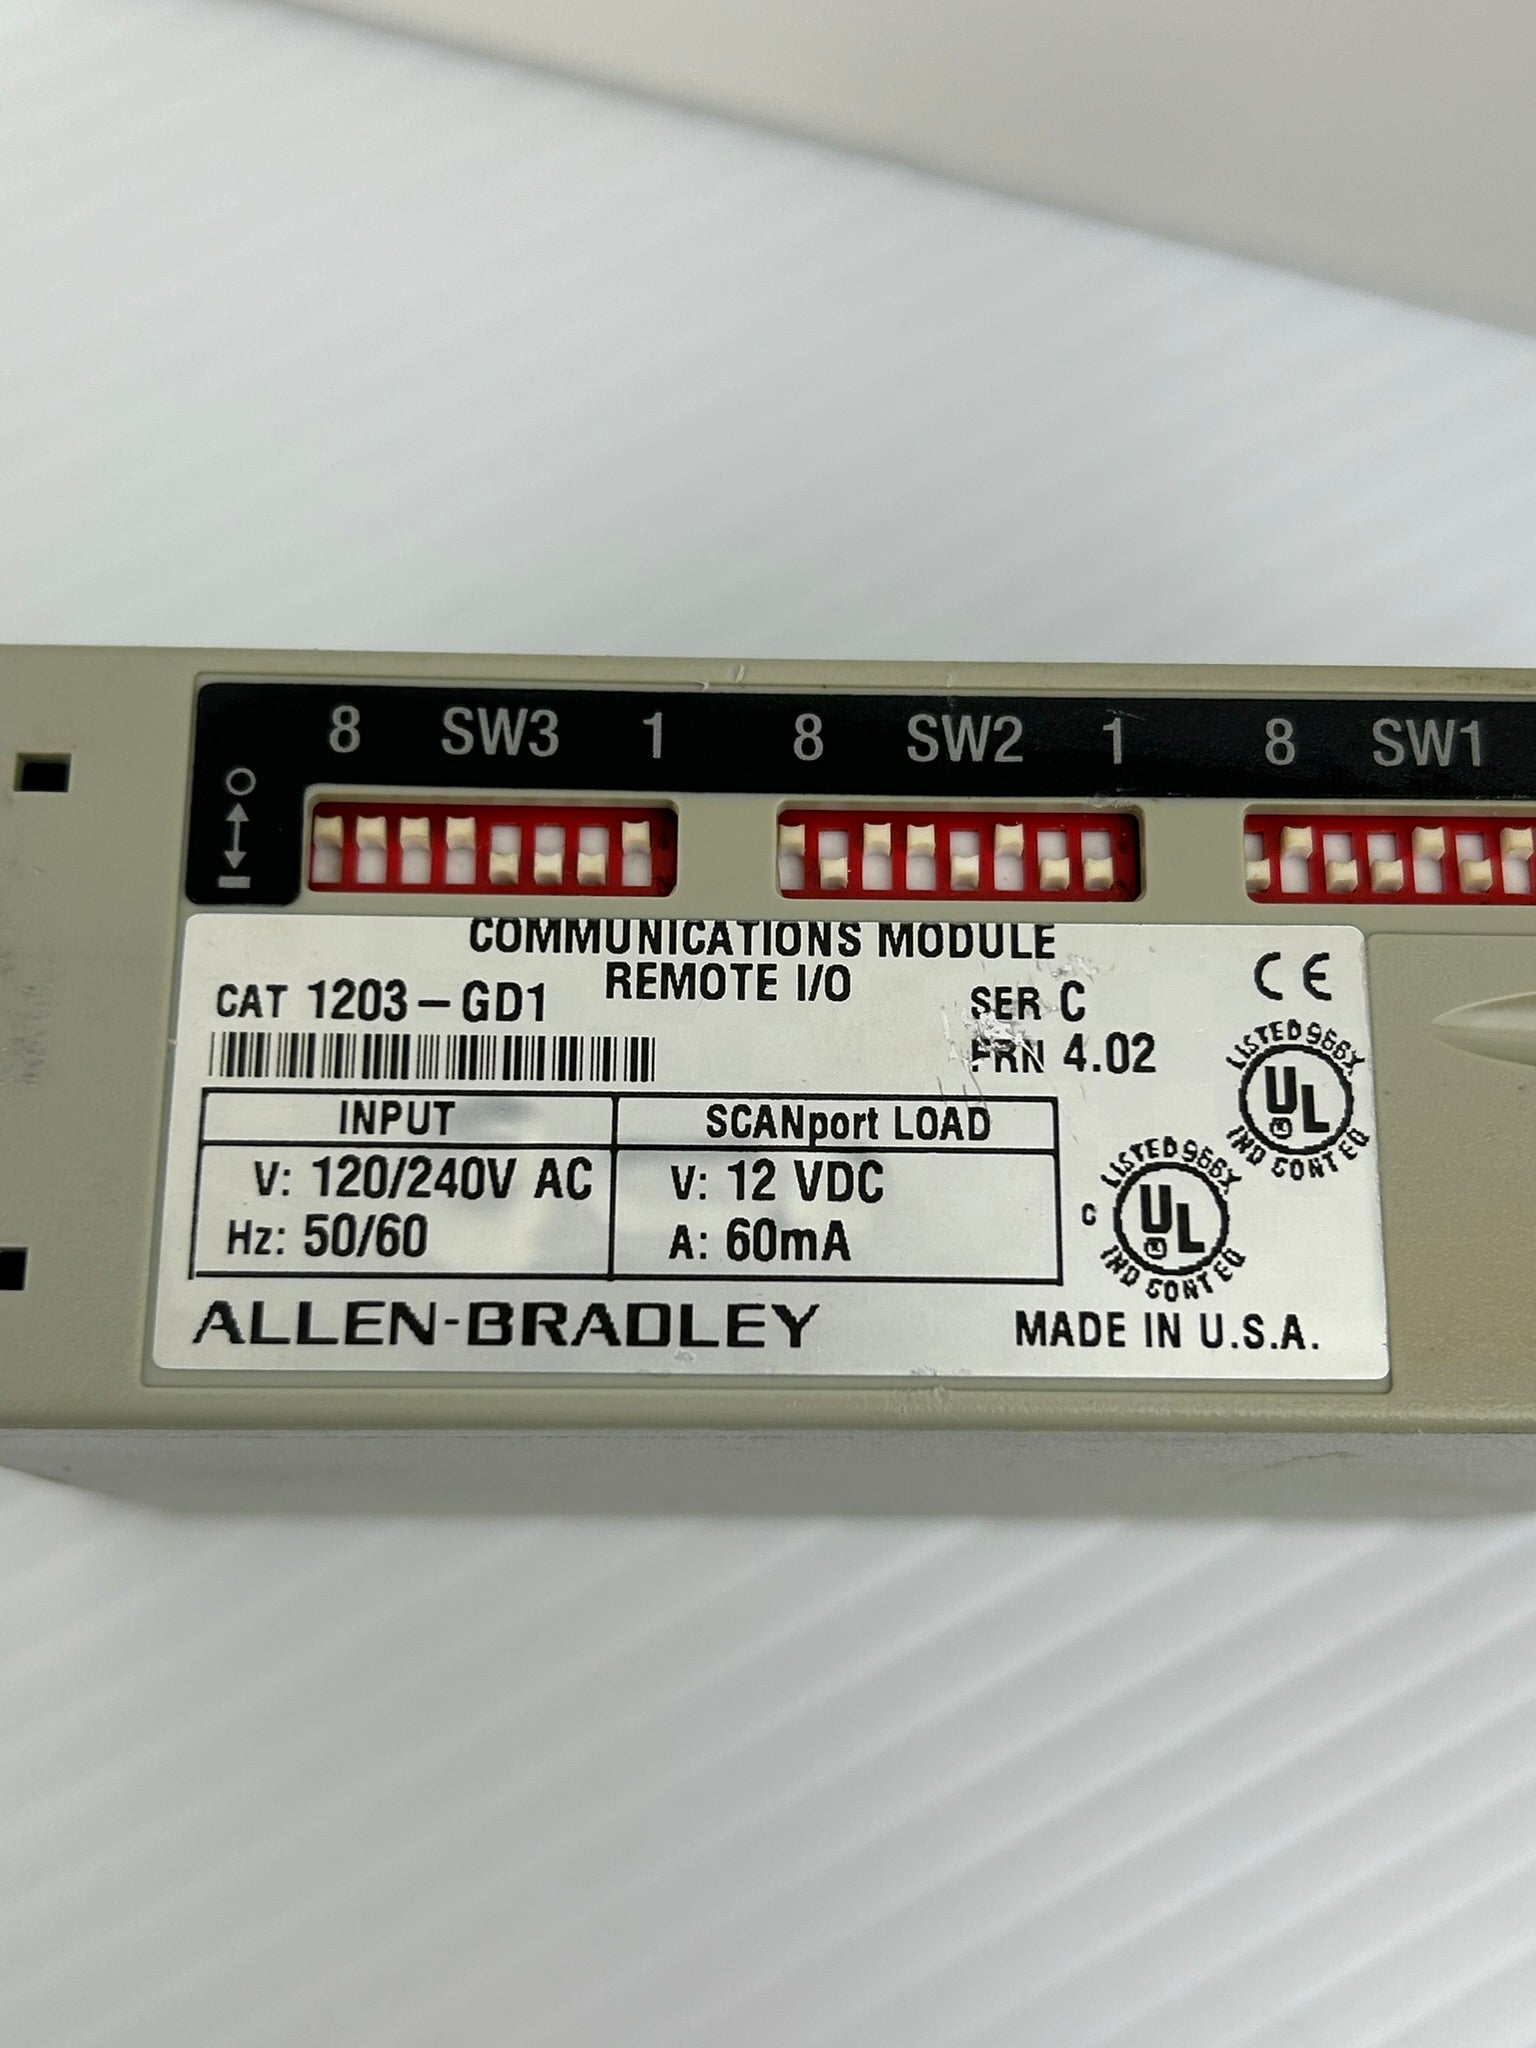 8 SW3 1 8 SW2 1 8 SW1
COMMUNICATIONS MODULE
REMOTE I/O
CAT 1203-GD1
SER C
FRN 4.02
CE
LISTED 966X
UL
IND CONT EQ
INPUT
V: 120/240V AC
Hz: 50/60
SCANport LOAD
V: 12 VDC
A: 60mA
LISTED 966X
C UL
IND CONT EQ
ALLEN-BRADLEY
MADE IN U.S.A.